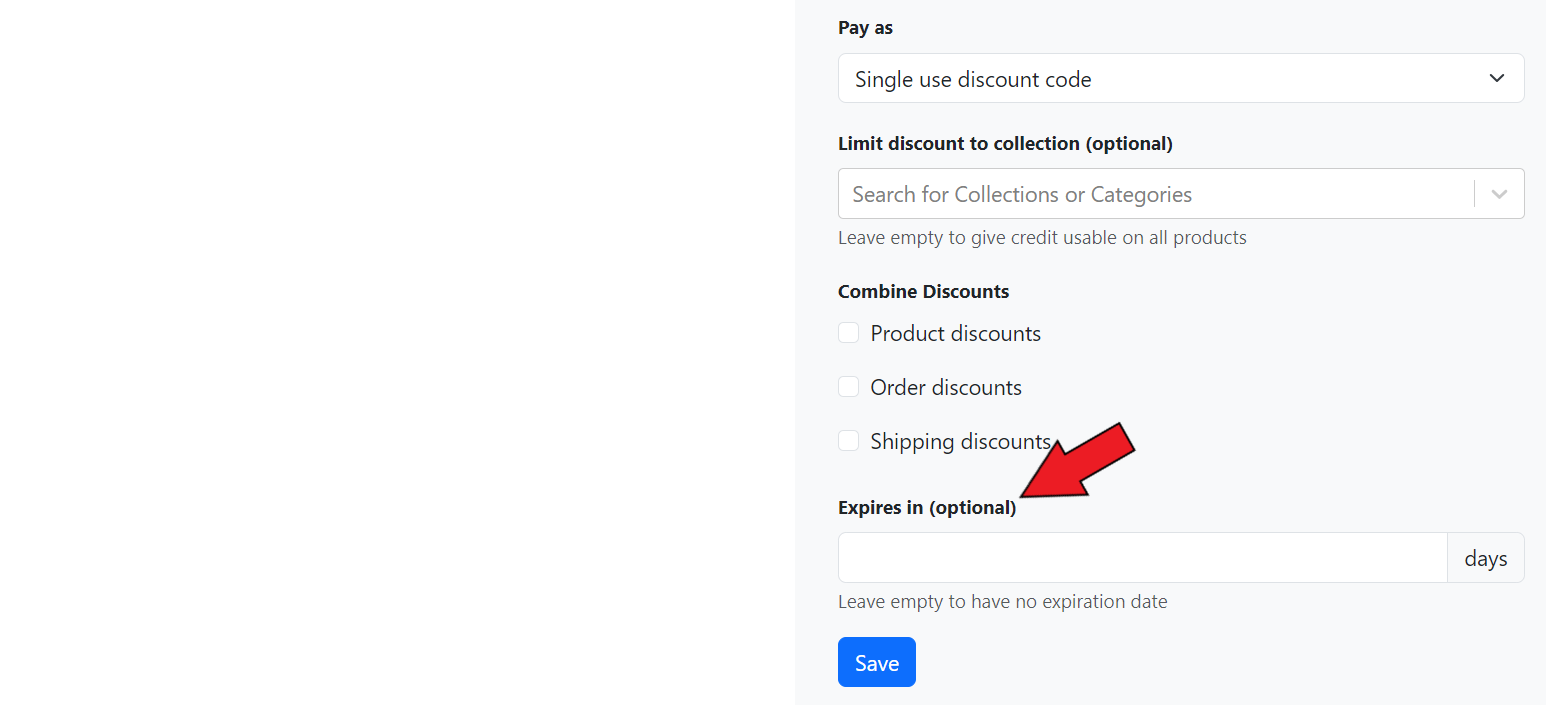 Pay as
Single use discount code
Limit discount to collection (optional)
Search for Collections or Categories
Leave empty to give credit usable on all products
Combine Discounts
Product discounts
Order discounts
Shipping discounts
Expires in (optional)
days
Leave empty to have no expiration date
Save